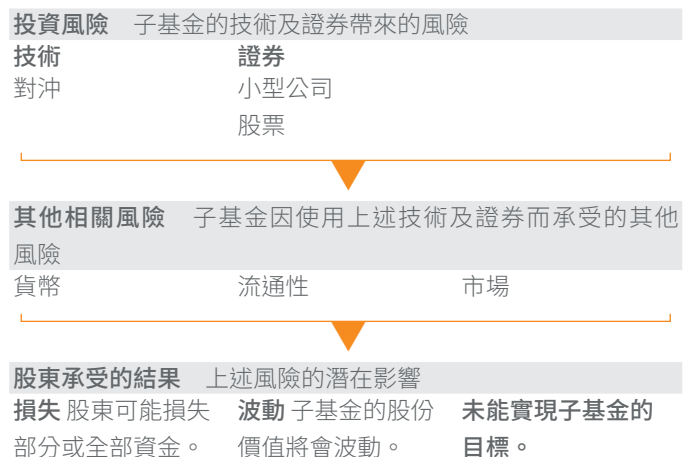 投資風險 子基金的技術及證券帶來的風險
技術 證券
對沖 小型公司
股票
其他相關風險 子基金因使用上述技術及證券而承受的其他
風險
貨幣 流通性 市場
股東承受的結果 上述風險的潛在影響
損失 股東可能損失 波動 子基金的股份 未能實現子基金的
部分或全部資金。 價值將會波動。 目標。